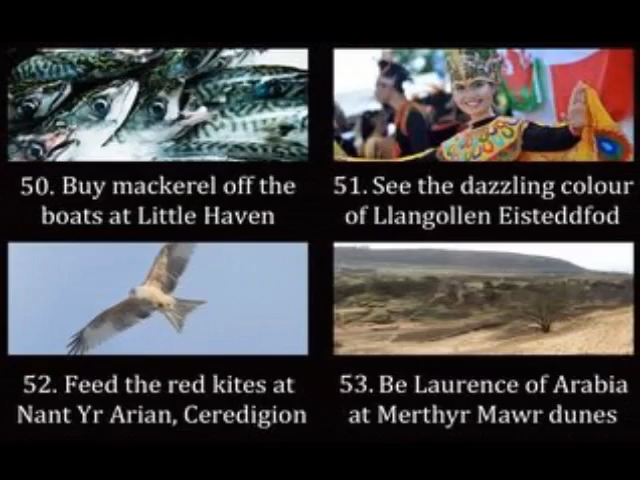 50. Buy mackerel off the
boats at Little Haven
51. See the dazzling colour
of Llangollen Eisteddfod
52. Feed the red kites at
Nant Yr Arian, Ceredigion
53. Be Laurence of Arabia
at Merthyr Mawr dunes